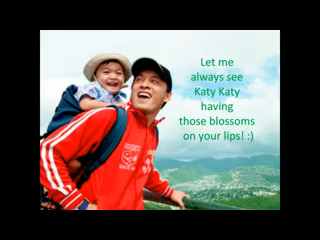 Let me
always see
Katy Katy
having
those blossoms
on your lips! :)